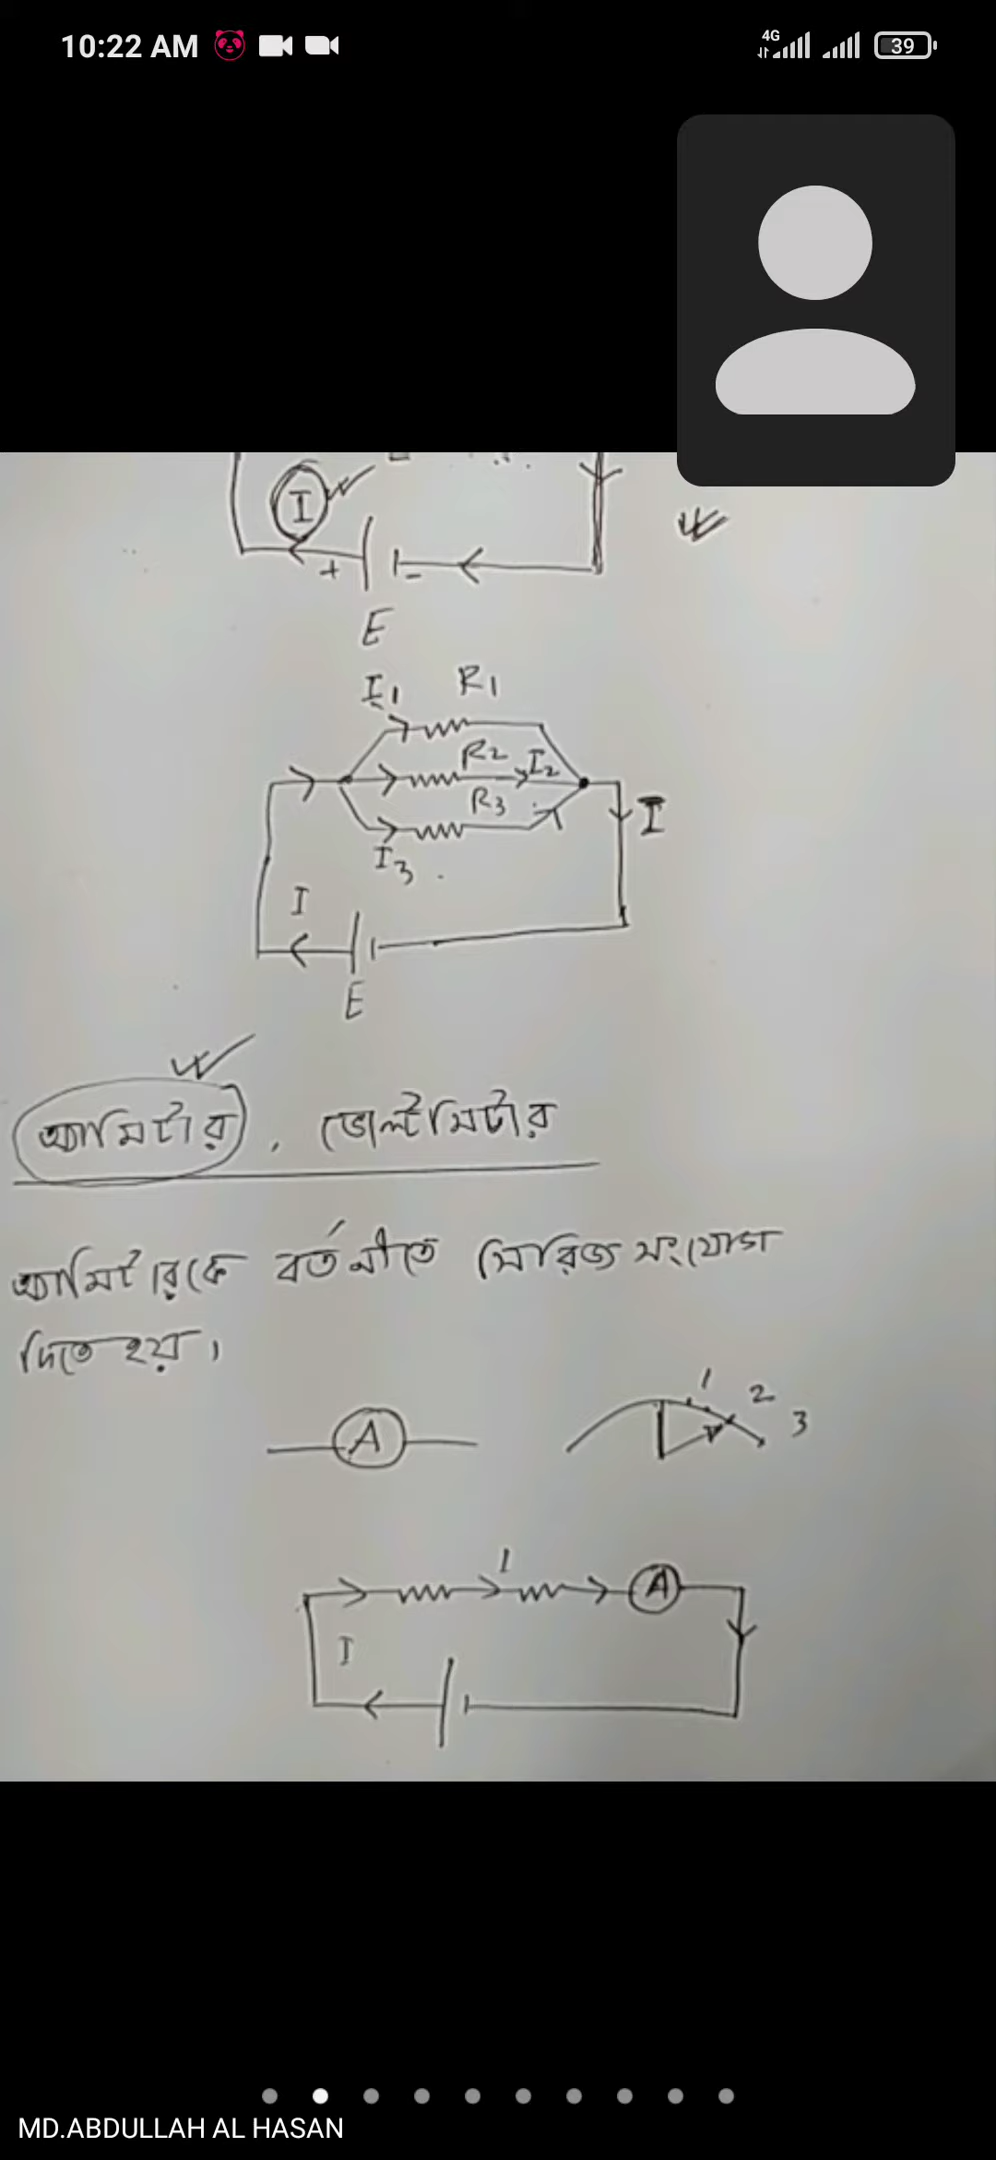 10:22 AM 4G 39
I
+ -
E
I1 R1
R2 I2
R3
I3
I
I
E
অ্যামিটার, ভোল্টমিটার
অ্যামিটারকে বর্তনীতে সিরিজ সংযোগ
দিতে হয়।
A
1 2 3
I
A
I
MD.ABDULLAH AL HASAN